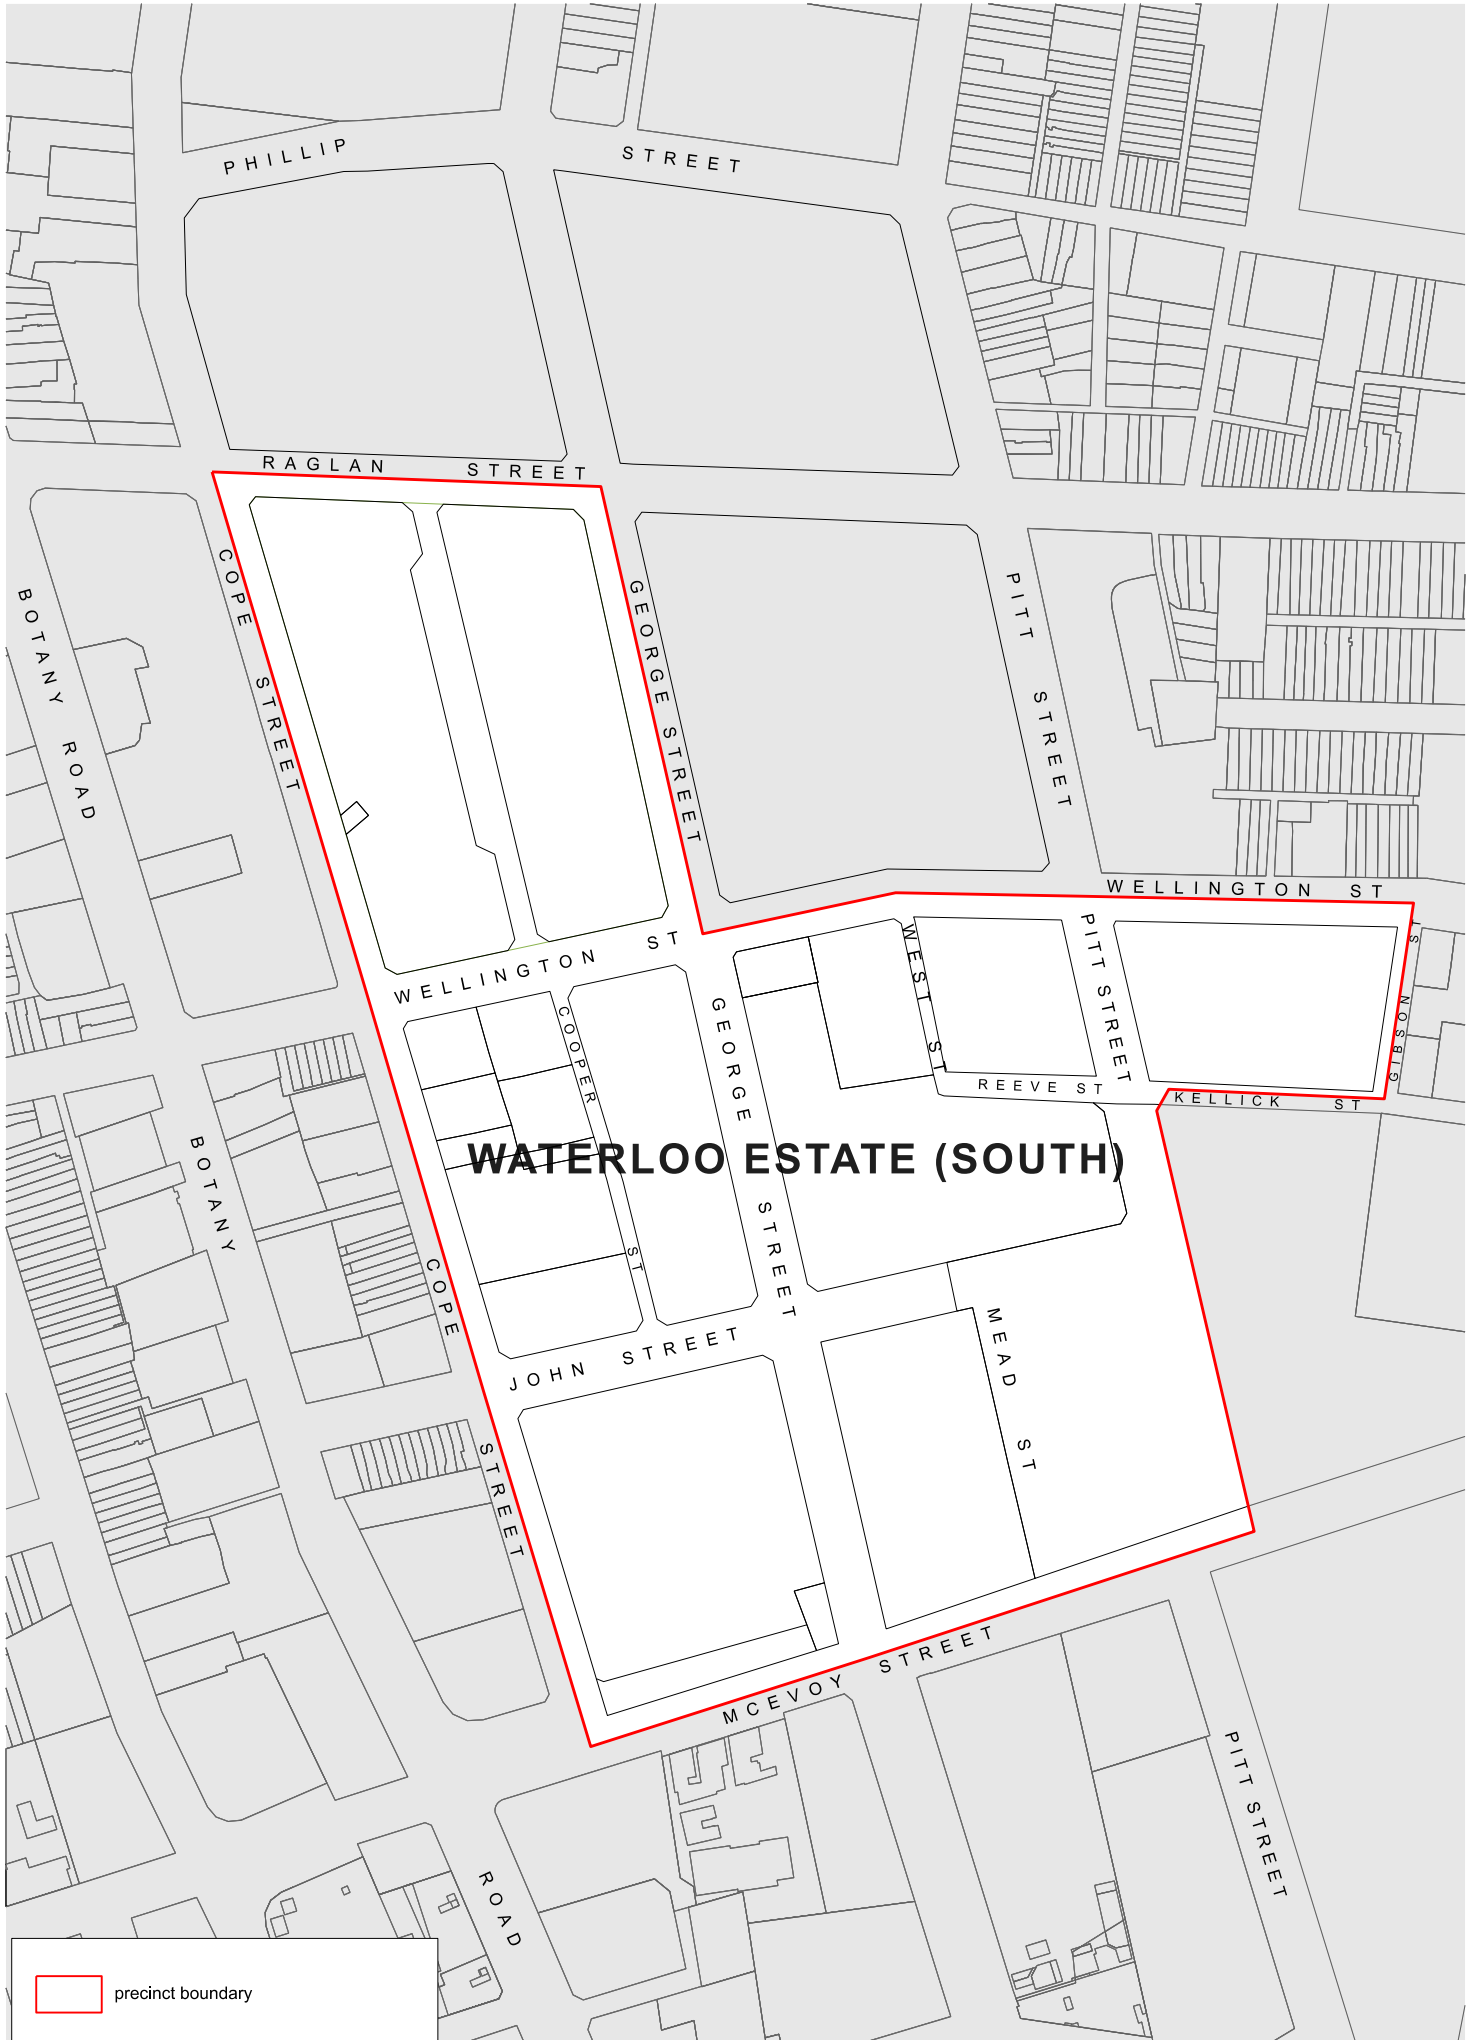 PHILLIP STREET
RAGLAN STREET
COPE STREET
BOTANY ROAD
GEORGE STREET
PITT STREET
WELLINGTON ST
WELLINGTON ST
WEST ST
PITT STREET
GIBSON ST
COOPER ST
GEORGE STREET
REEVE ST
KELLICK ST
WATERLOO ESTATE (SOUTH)
BOTANY ROAD
COPE STREET
JOHN STREET
MEAD ST
MCEVOY STREET
PITT STREET
precinct boundary